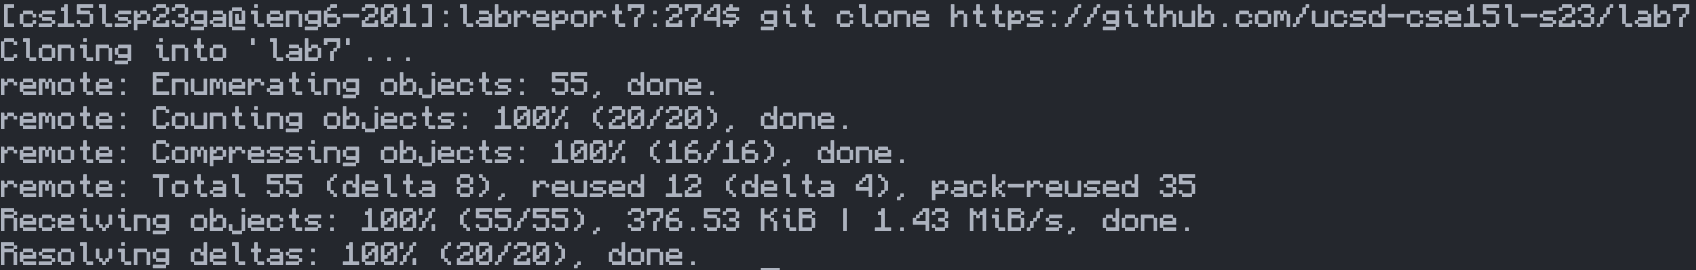 [cs15lsp23ga@ieng6-201]:labreport7:274$ git clone https://github.com/ucsd-cse15l-s23/lab7
Cloning into 'lab7'...
remote: Enumerating objects: 55, done.
remote: Counting objects: 100% (20/20), done.
remote: Compressing objects: 100% (16/16), done.
remote: Total 55 (delta 8), reused 12 (delta 4), pack-reused 35
Receiving objects: 100% (55/55), 376.53 KiB | 1.43 MiB/s, done.
Resolving deltas: 100% (20/20), done.